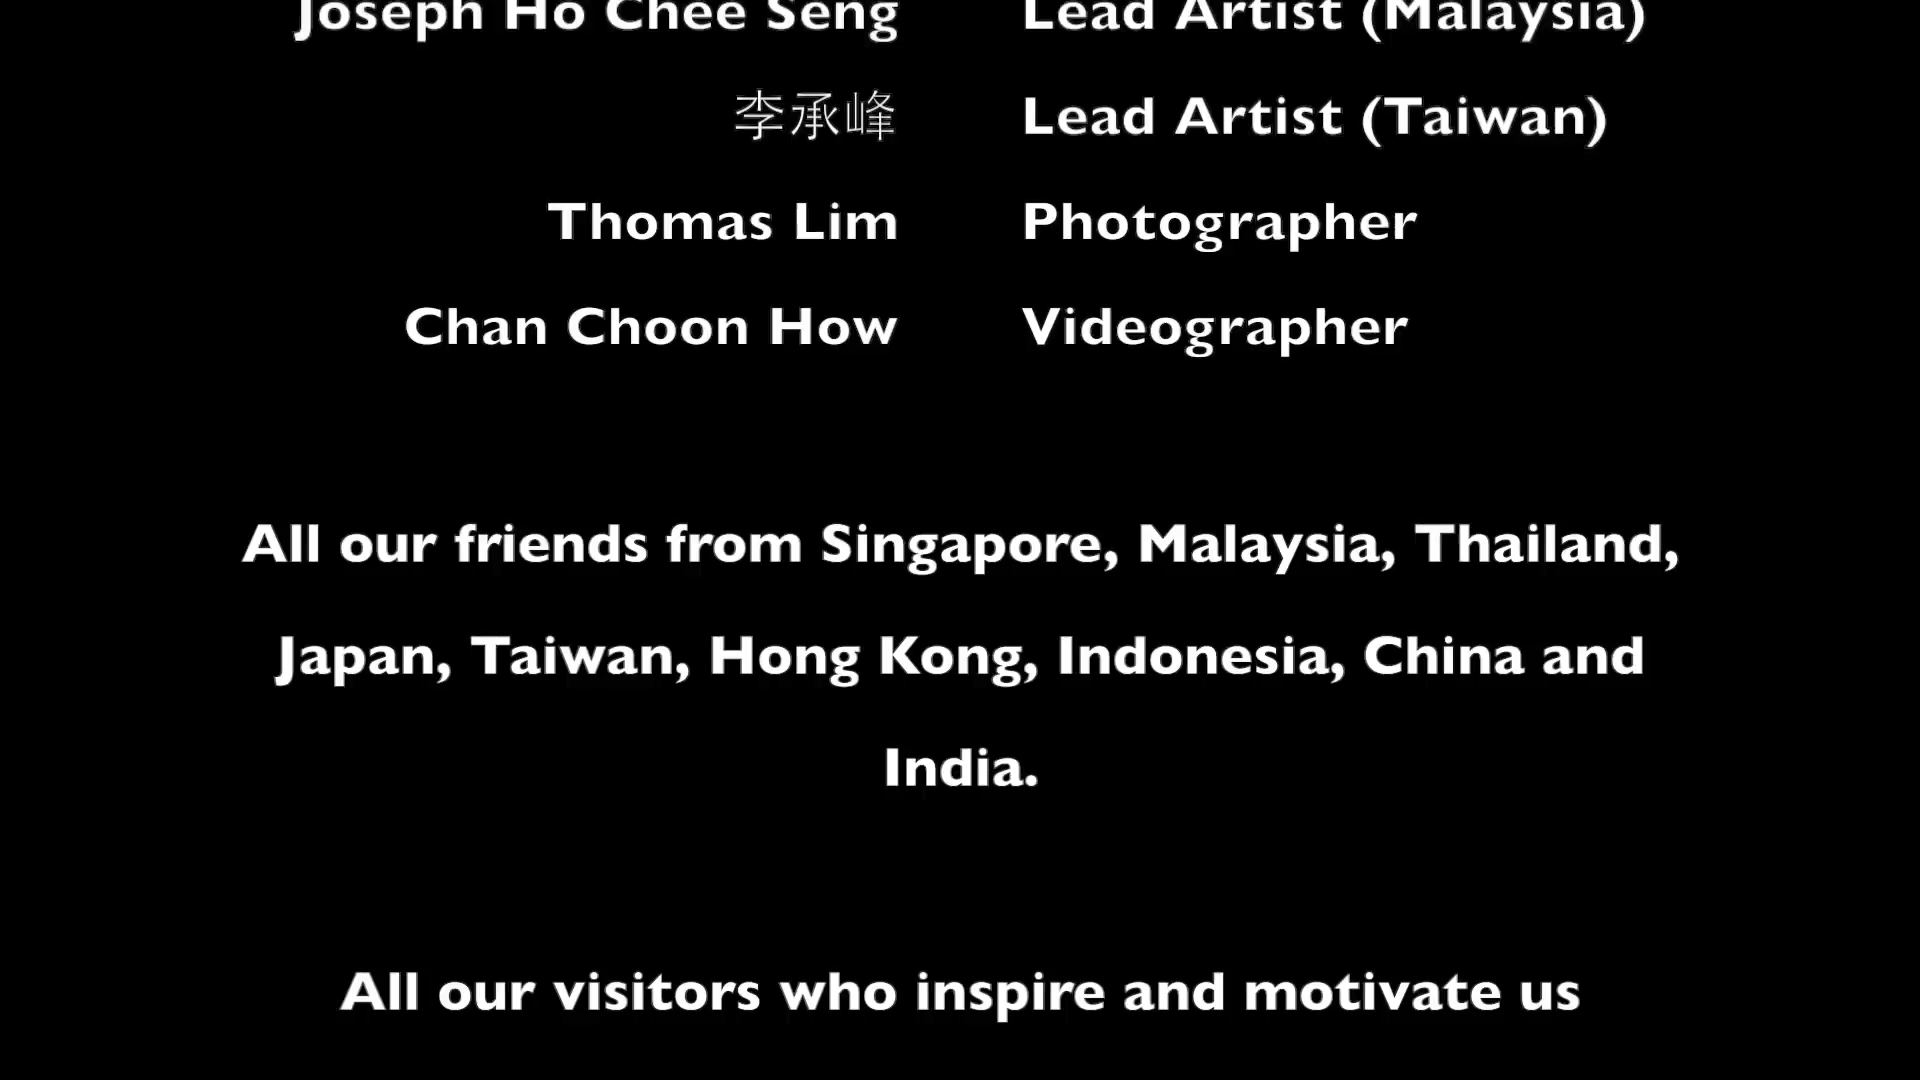 Joseph Ho Chee Seng Lead Artist (Malaysia)
李承峰 Lead Artist (Taiwan)
Thomas Lim Photographer
Chan Choon How Videographer
All our friends from Singapore, Malaysia, Thailand,
Japan, Taiwan, Hong Kong, Indonesia, China and
India.
All our visitors who inspire and motivate us